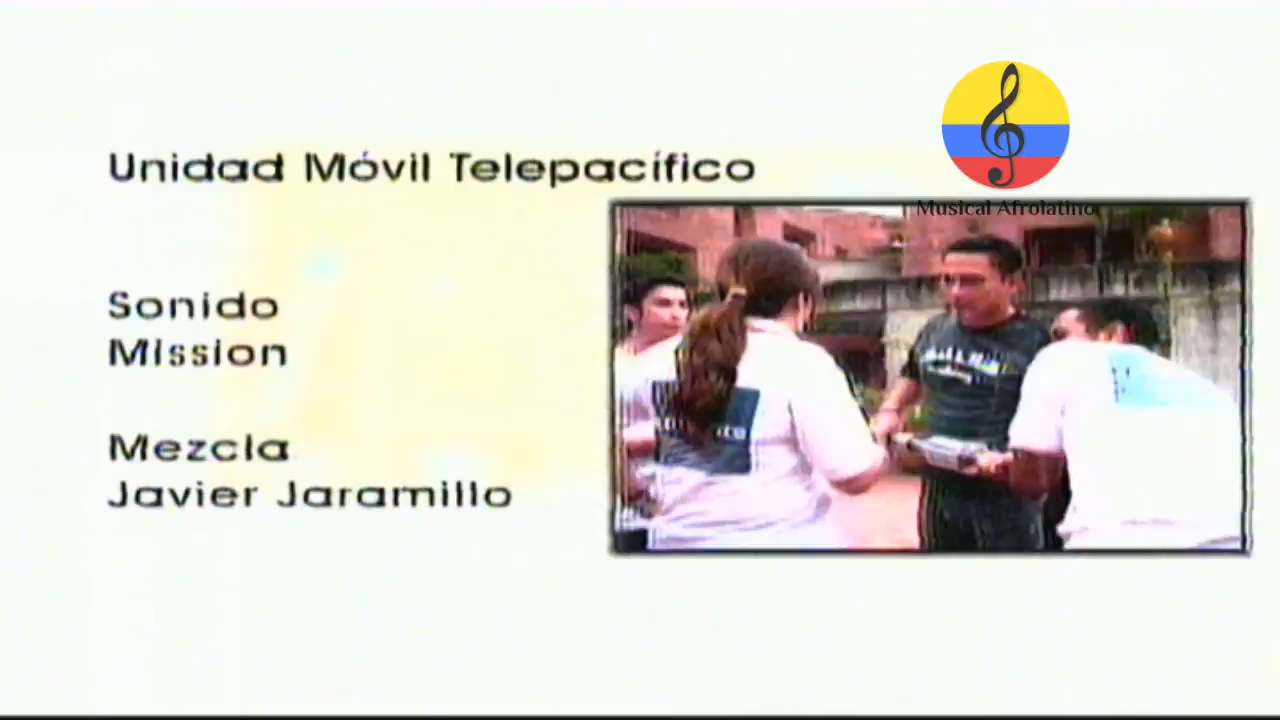 Unidad Móvil Telepacífico
Musical Afrolatino
Sonido
Mission
Mezcla
Javier Jaramillo